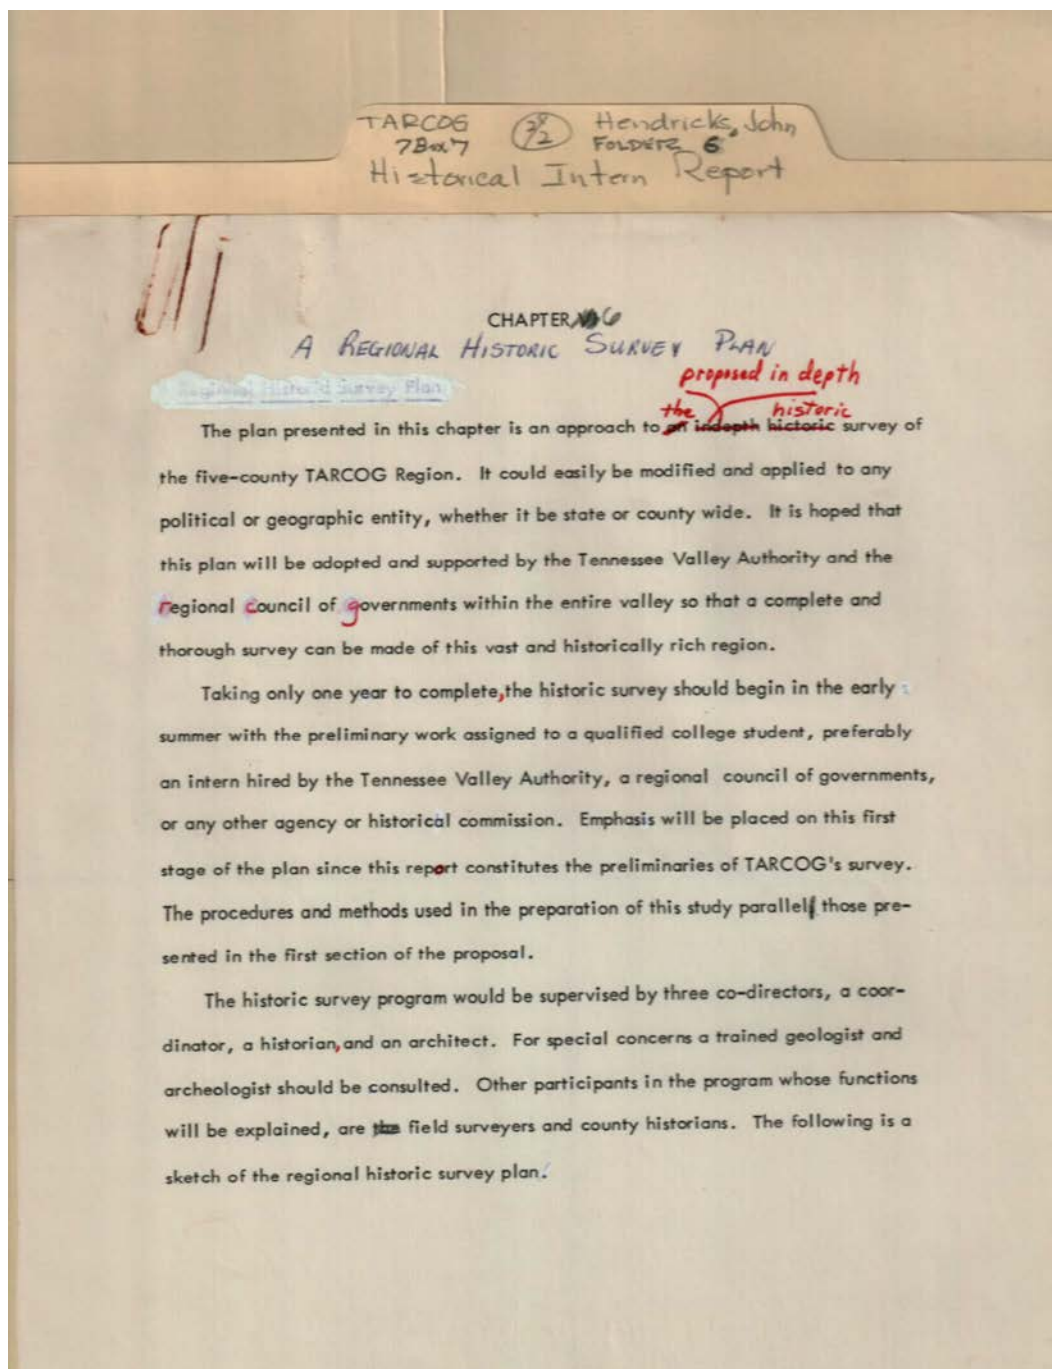 TARCOG Hendricks, John
7Box7 FOLDER 6
Historical Intern Report
CHAPTER 6
A REGIONAL HISTORIC SURVEY PLAN
Regional Historic Survey Plan
proposed in depth
the historic
The plan presented in this chapter is an approach to an indepth hictoric survey of
the five-county TARCOG Region. It could easily be modified and applied to any
political or geographic entity, whether it be state or county wide. It is hoped that
this plan will be adopted and supported by the Tennessee Valley Authority and the
regional council of governments within the entire valley so that a complete and
thorough survey can be made of this vast and historically rich region.
Taking only one year to complete, the historic survey should begin in the early
summer with the preliminary work assigned to a qualified college student, preferably
an intern hired by the Tennessee Valley Authority, a regional council of governments,
or any other agency or historical commission. Emphasis will be placed on this first
stage of the plan since this report constitutes the preliminaries of TARCOG's survey.
The procedures and methods used in the preparation of this study parallel those pre-
sented in the first section of the proposal.
The historic survey program would be supervised by three co-directors, a coor-
dinator, a historian, and an architect. For special concerns a trained geologist and
archeologist should be consulted. Other participants in the program whose functions
will be explained, are the field surveyers and county historians. The following is a
sketch of the regional historic survey plan.